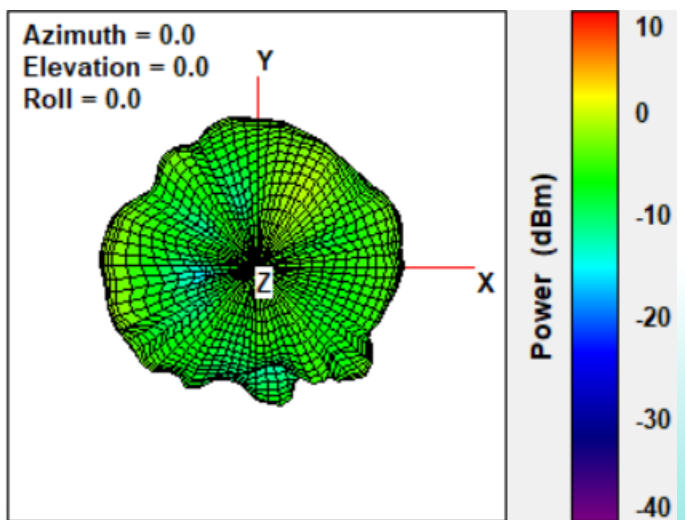 Azimuth = 0.0
Elevation = 0.0
Roll = 0.0
Y
X
Z
Power (dBm)
10
0
-10
-20
-30
-40